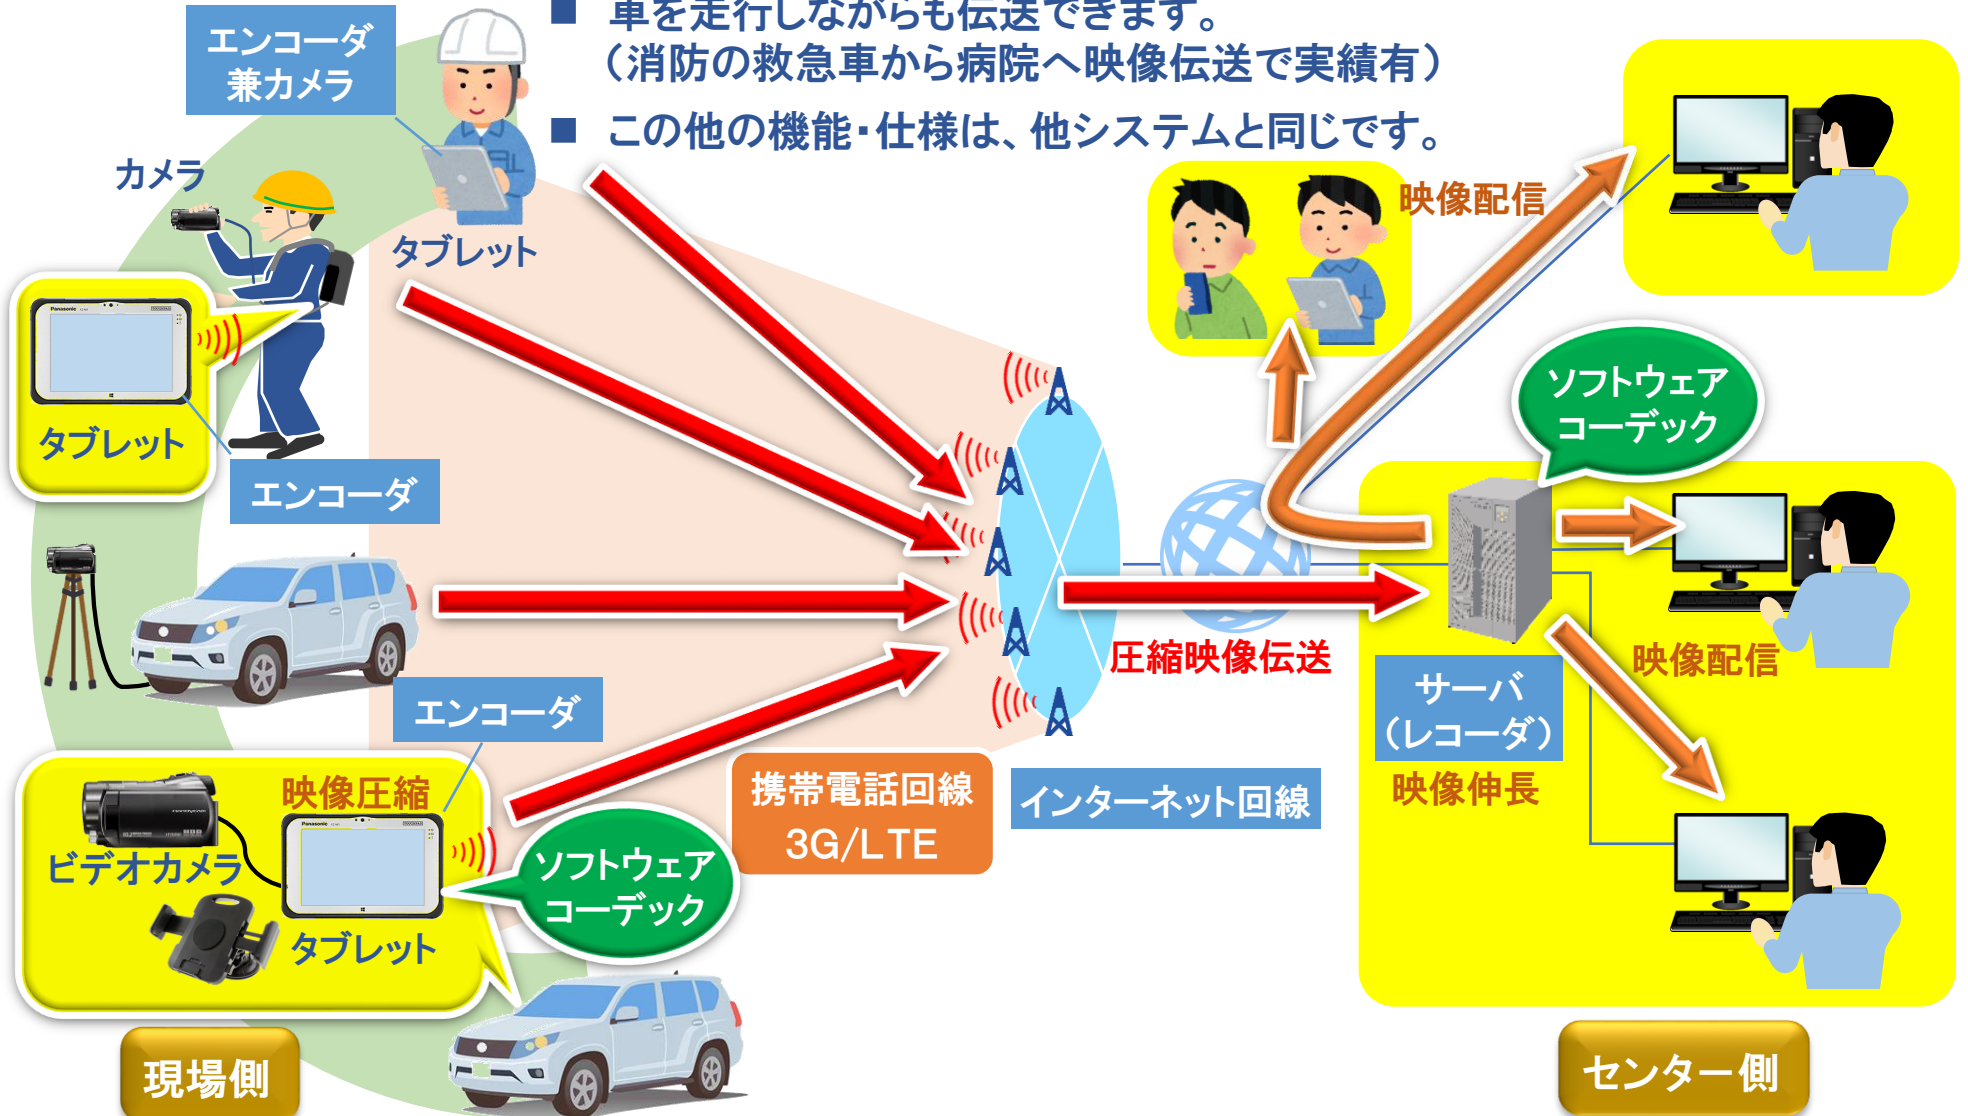 ■ 車を走行しながらも伝送できます。
（消防の救急車から病院へ映像伝送で実績有）
■ この他の機能・仕様は、他システムと同じです。
エンコーダ
兼カメラ
カメラ
タブレット
Panasonic
タブレット
エンコーダ
映像配信
ソフトウェア
コーデック
圧縮映像伝送
映像配信
サーバ
（レコーダ）
映像伸長
エンコーダ
映像圧縮
Panasonic
ビデオカメラ
タブレット
ソフトウェア
コーデック
携帯電話回線
3G/LTE
インターネット回線
現場側
センター側